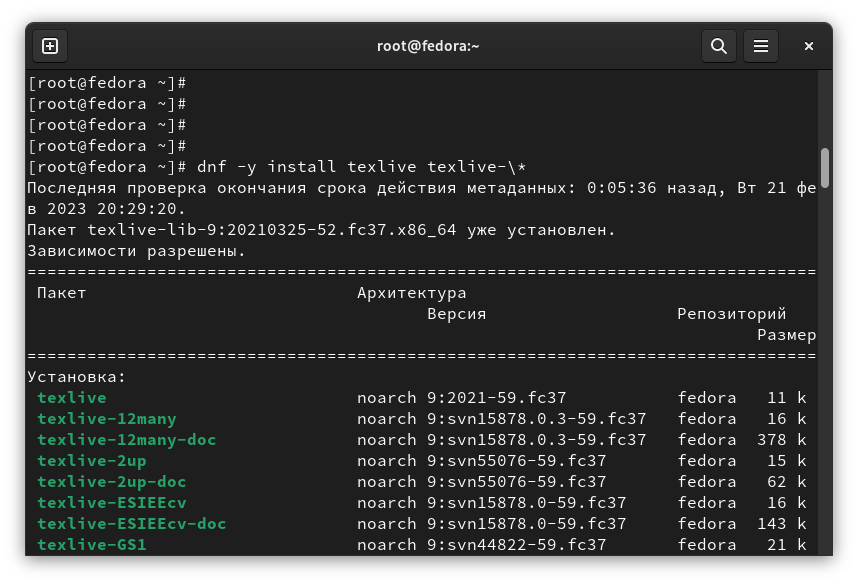 root@fedora:~
[root@fedora ~]#
[root@fedora ~]#
[root@fedora ~]#
[root@fedora ~]#
[root@fedora ~]# dnf -y install texlive texlive-\*
Последняя проверка окончания срока действия метаданных: 0:05:36 назад, Вт 21 фе
в 2023 20:29:20.
Пакет texlive-lib-9:20210325-52.fc37.x86_64 уже установлен.
Зависимости разрешены.
================================================================================
Пакет Архитектура
Версия Репозиторий
Размер
================================================================================
Установка:
texlive noarch 9:2021-59.fc37 fedora 11 k
texlive-12many noarch 9:svn15878.0.3-59.fc37 fedora 16 k
texlive-12many-doc noarch 9:svn15878.0.3-59.fc37 fedora 378 k
texlive-2up noarch 9:svn55076-59.fc37 fedora 15 k
texlive-2up-doc noarch 9:svn55076-59.fc37 fedora 62 k
texlive-ESIEEcv noarch 9:svn15878.0-59.fc37 fedora 16 k
texlive-ESIEEcv-doc noarch 9:svn15878.0-59.fc37 fedora 143 k
texlive-GS1 noarch 9:svn44822-59.fc37 fedora 21 k